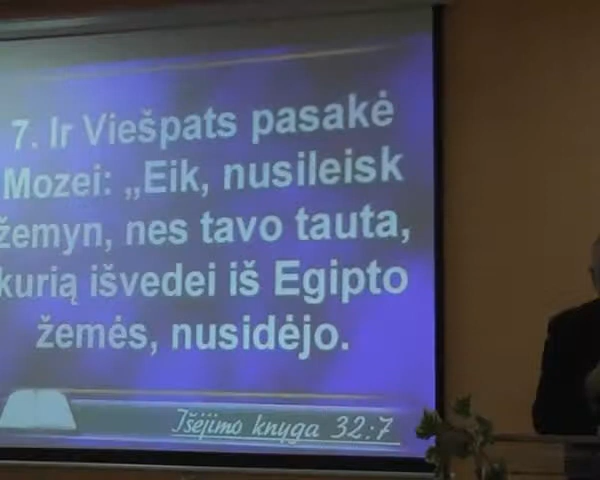 7. Ir Viešpats pasakė
Mozei: „Eik, nusileisk
žemyn, nes tavo tauta,
kurią išvedei iš Egipto
žemės, nusidėjo.
Išėjimo knyga 32:7